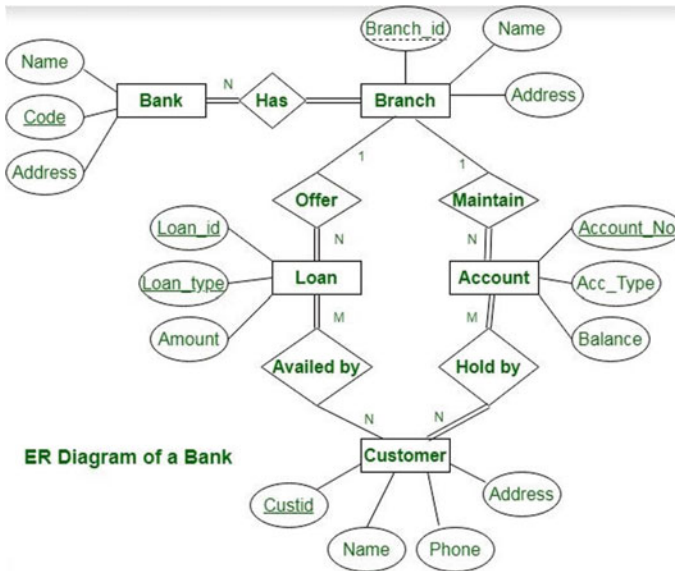 Branch_id
Name
Name
N
Bank
Has
Branch
Code
Address
Address
1
1
Offer
Maintain
Loan_id
N
N
Account_No
Loan
Account
Loan_type
Acc_Type
M
M
Amount
Balance
Availed by
Hold by
N
N
ER Diagram of a Bank
Customer
Custid
Address
Name
Phone